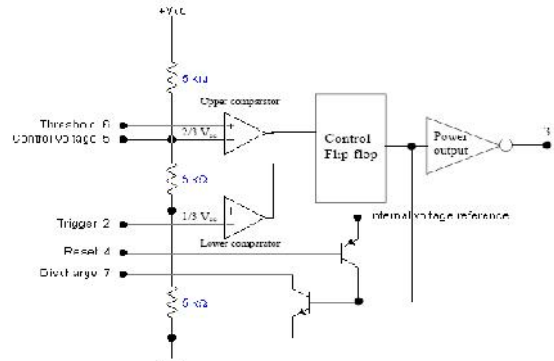 +Vcc
5 kΩ
Upper comparator
Threshold 6
Control voltage 5
2/3 Vcc
Control
Flip flop
Power
output
3
5 kΩ
Trigger 2
1/3 Vcc
Lower comparator
Internal voltage reference
Reset 4
Discharge 7
5 kΩ